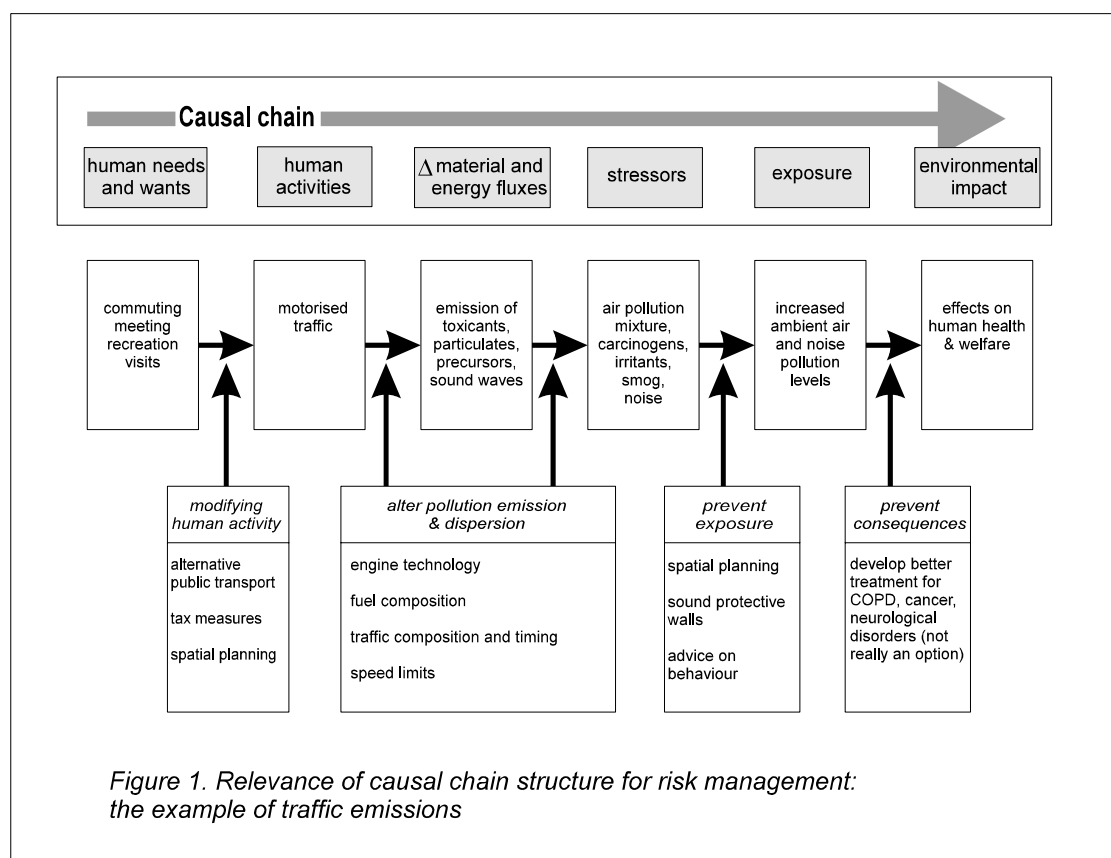 Causal chain
human needs
and wants
human
activities
Δ material and
energy fluxes
stressors
exposure
environmental
impact
commuting
meeting
recreation
visits
motorised
traffic
emission of
toxicants,
particulates,
precursors,
sound waves
air pollution
mixture,
carcinogens,
irritants,
smog,
noise
increased
ambient air
and noise
pollution
levels
effects on
human health
& welfare
modifying
human activity
alternative
public transport
tax measures
spatial planning
alter pollution emission
& dispersion
engine technology
fuel composition
traffic composition and timing
speed limits
prevent
exposure
spatial planning
sound protective
walls
advice on
behaviour
prevent
consequences
develop better
treatment for
COPD, cancer,
neurological
disorders (not
really an option)
Figure 1. Relevance of causal chain structure for risk management:
the example of traffic emissions